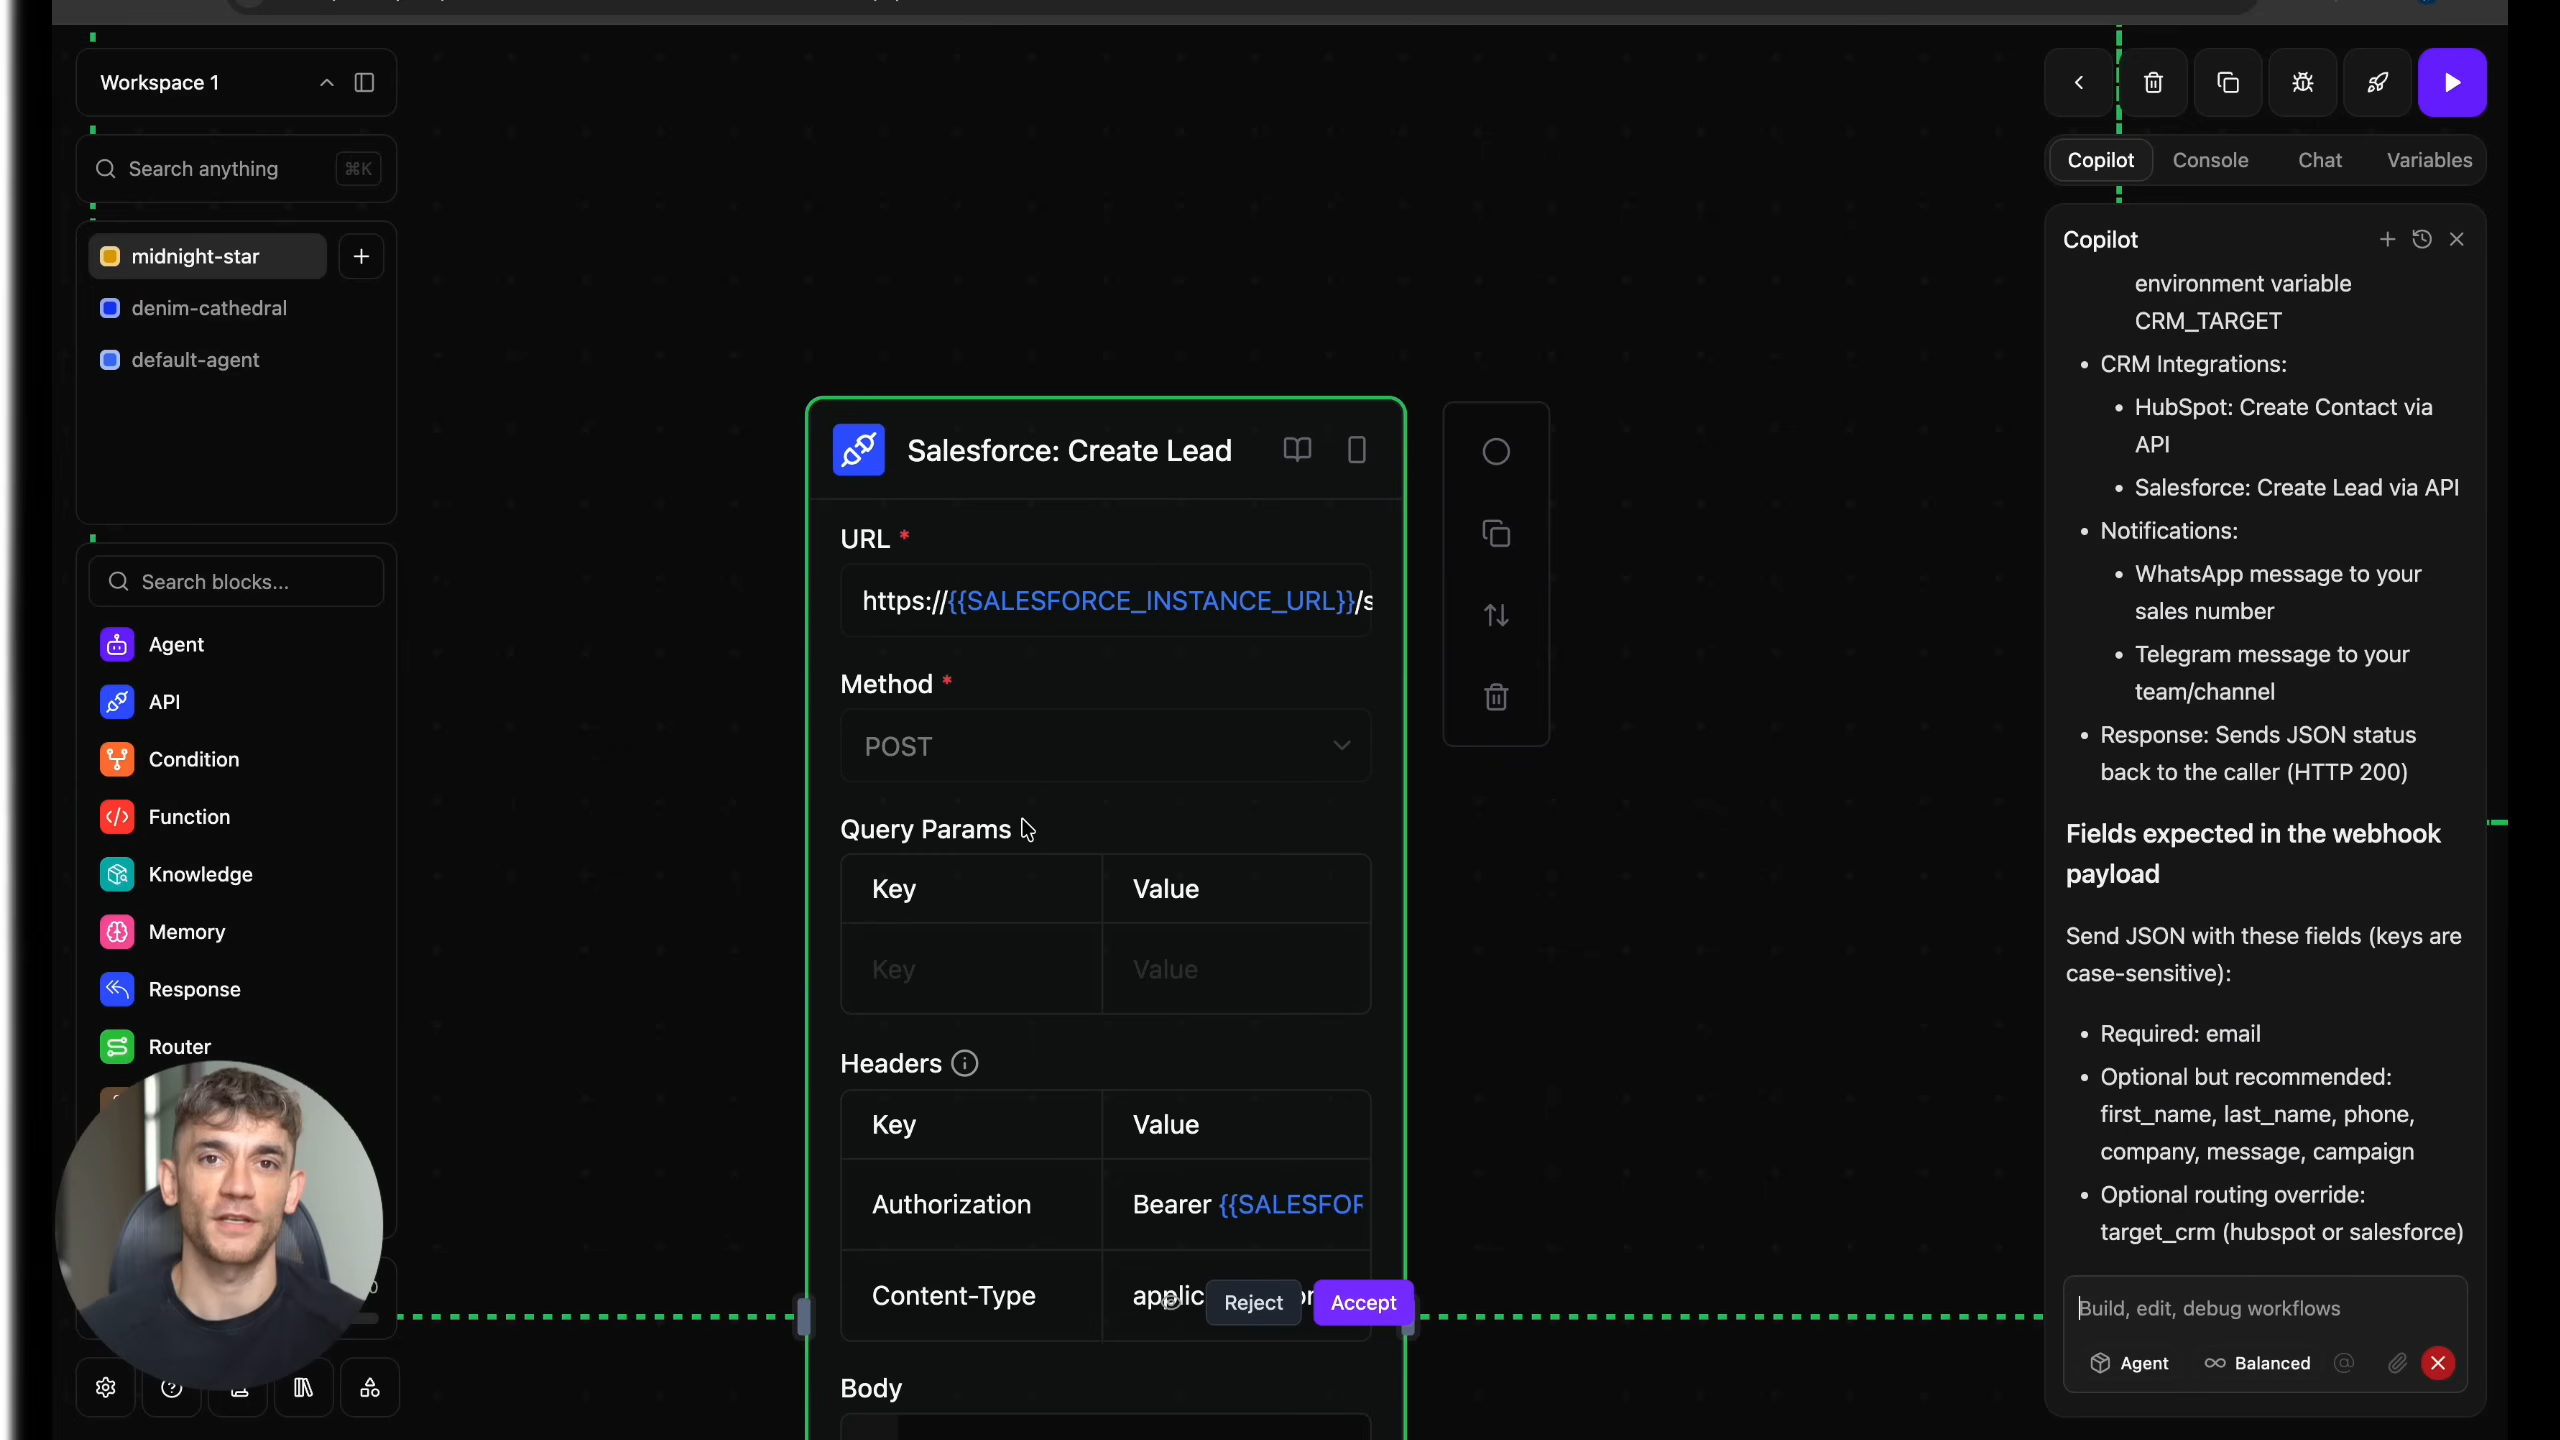 Workspace 1
Search anything
⌘K
midnight-star
denim-cathedral
default-agent
Search blocks...
Agent
API
Condition
Function
Knowledge
Memory
Response
Router
Salesforce: Create Lead
URL *
https://{{SALESFORCE_INSTANCE_URL}}/s
Method *
POST
Query Params
Key Value
Key Value
Headers
Key Value
Authorization Bearer {{SALESFOR
Content-Type
Reject Accept
Body
Copilot Console Chat Variables
Copilot
environment variable
CRM_TARGET
• CRM Integrations:
• HubSpot: Create Contact via
API
• Salesforce: Create Lead via API
• Notifications:
• WhatsApp message to your
sales number
• Telegram message to your
team/channel
• Response: Sends JSON status
back to the caller (HTTP 200)
Fields expected in the webhook
payload
Send JSON with these fields (keys are
case-sensitive):
• Required: email
• Optional but recommended:
first_name, last_name, phone,
company, message, campaign
• Optional routing override:
target_crm (hubspot or salesforce)
Build, edit, debug workflows
Agent Balanced